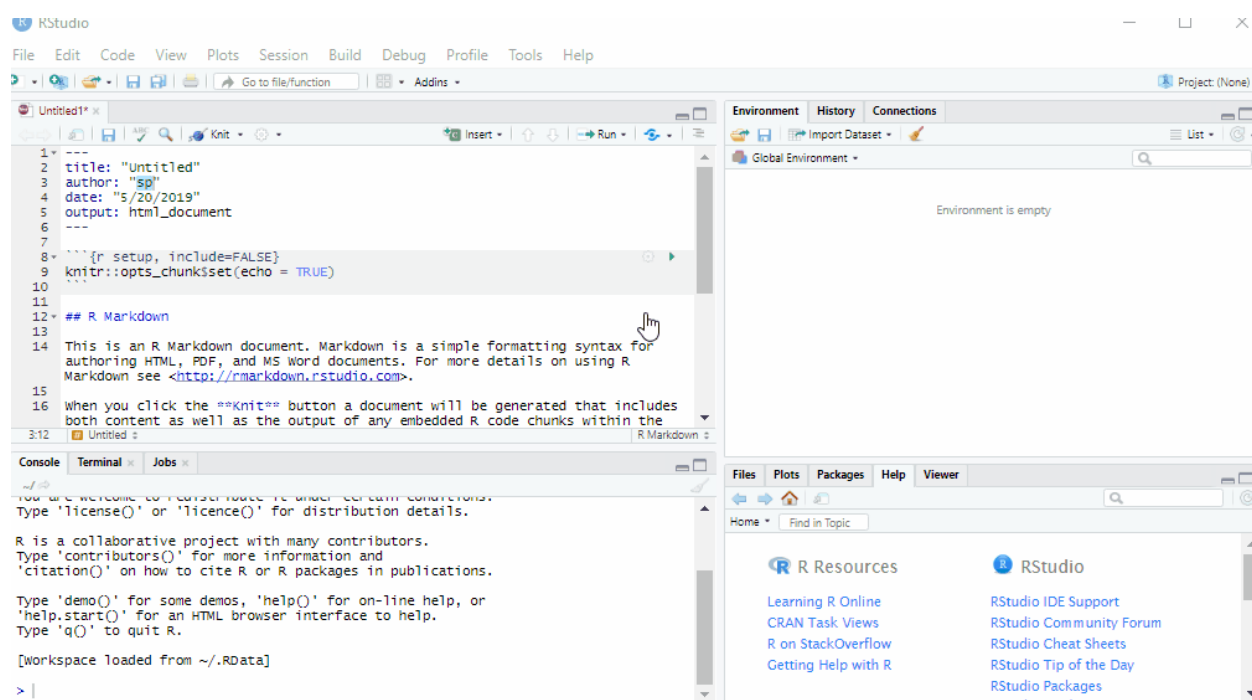 RStudio
File Edit Code View Plots Session Build Debug Profile Tools Help
Go to file/function Addins
Project: (None)
Untitled1*
Knit Insert Run
1 ---
2 title: "Untitled"
3 author: "sp"
4 date: "5/20/2019"
5 output: html_document
6 ---
7
8 ```{r setup, include=FALSE}
9 knitr::opts_chunk$set(echo = TRUE)
10 ```
11
12 ## R Markdown
13
14 This is an R Markdown document. Markdown is a simple formatting syntax for
authoring HTML, PDF, and MS Word documents. For more details on using R
Markdown see <http://rmarkdown.rstudio.com>.
15
16 When you click the **Knit** button a document will be generated that includes
both content as well as the output of any embedded R code chunks within the
3:12 Untitled R Markdown
Console Terminal Jobs
~/
You are welcome to redistribute it under certain conditions.
Type 'license()' or 'licence()' for distribution details.
R is a collaborative project with many contributors.
Type 'contributors()' for more information and
'citation()' on how to cite R or R packages in publications.
Type 'demo()' for some demos, 'help()' for on-line help, or
'help.start()' for an HTML browser interface to help.
Type 'q()' to quit R.
[Workspace loaded from ~/.RData]
>
Environment History Connections
Import Dataset List
Global Environment
Environment is empty
Files Plots Packages Help Viewer
Home Find in Topic
R Resources
Learning R Online
CRAN Task Views
R on StackOverflow
Getting Help with R
RStudio
RStudio IDE Support
RStudio Community Forum
RStudio Cheat Sheets
RStudio Tip of the Day
RStudio Packages